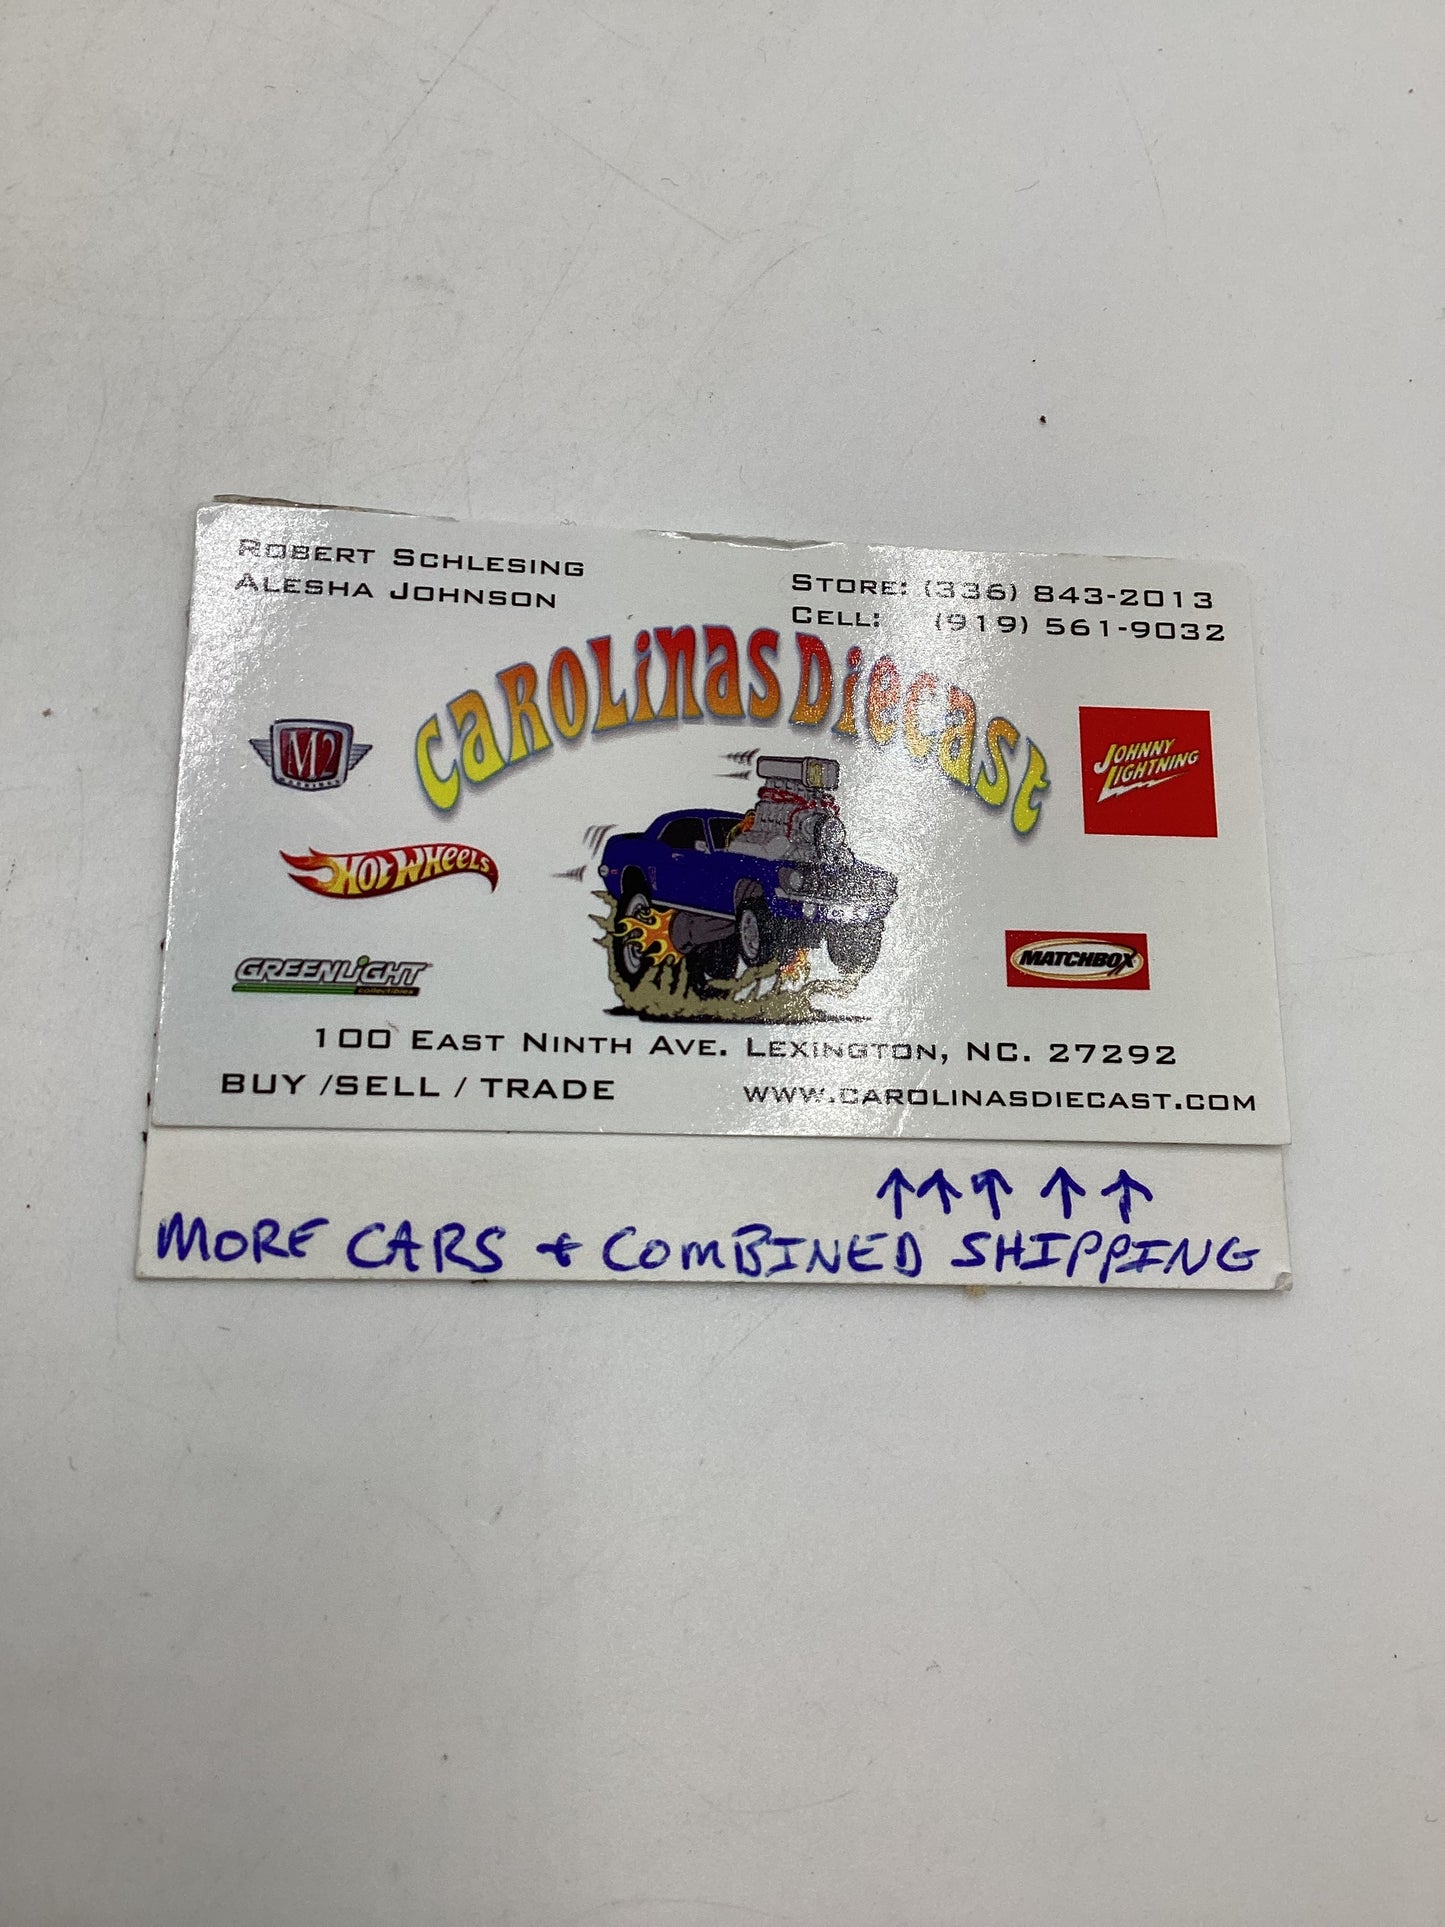 ROBERT SCHLESING
ALESHA JOHNSON
STORE: (336) 843-2013
CELL: (919) 561-9032
CAROLINAS DIECAST
M2
JOHNNY LIGHTNING
HOT WHEELS
GREENLIGHT
collectibles
MATCHBOX
100 EAST NINTH AVE. LEXINGTON, NC. 27292
BUY /SELL / TRADE
WWW.CAROLINASDIECAST.COM
↑↑↑↑↑
MORE CARS + COMBINED SHIPPING